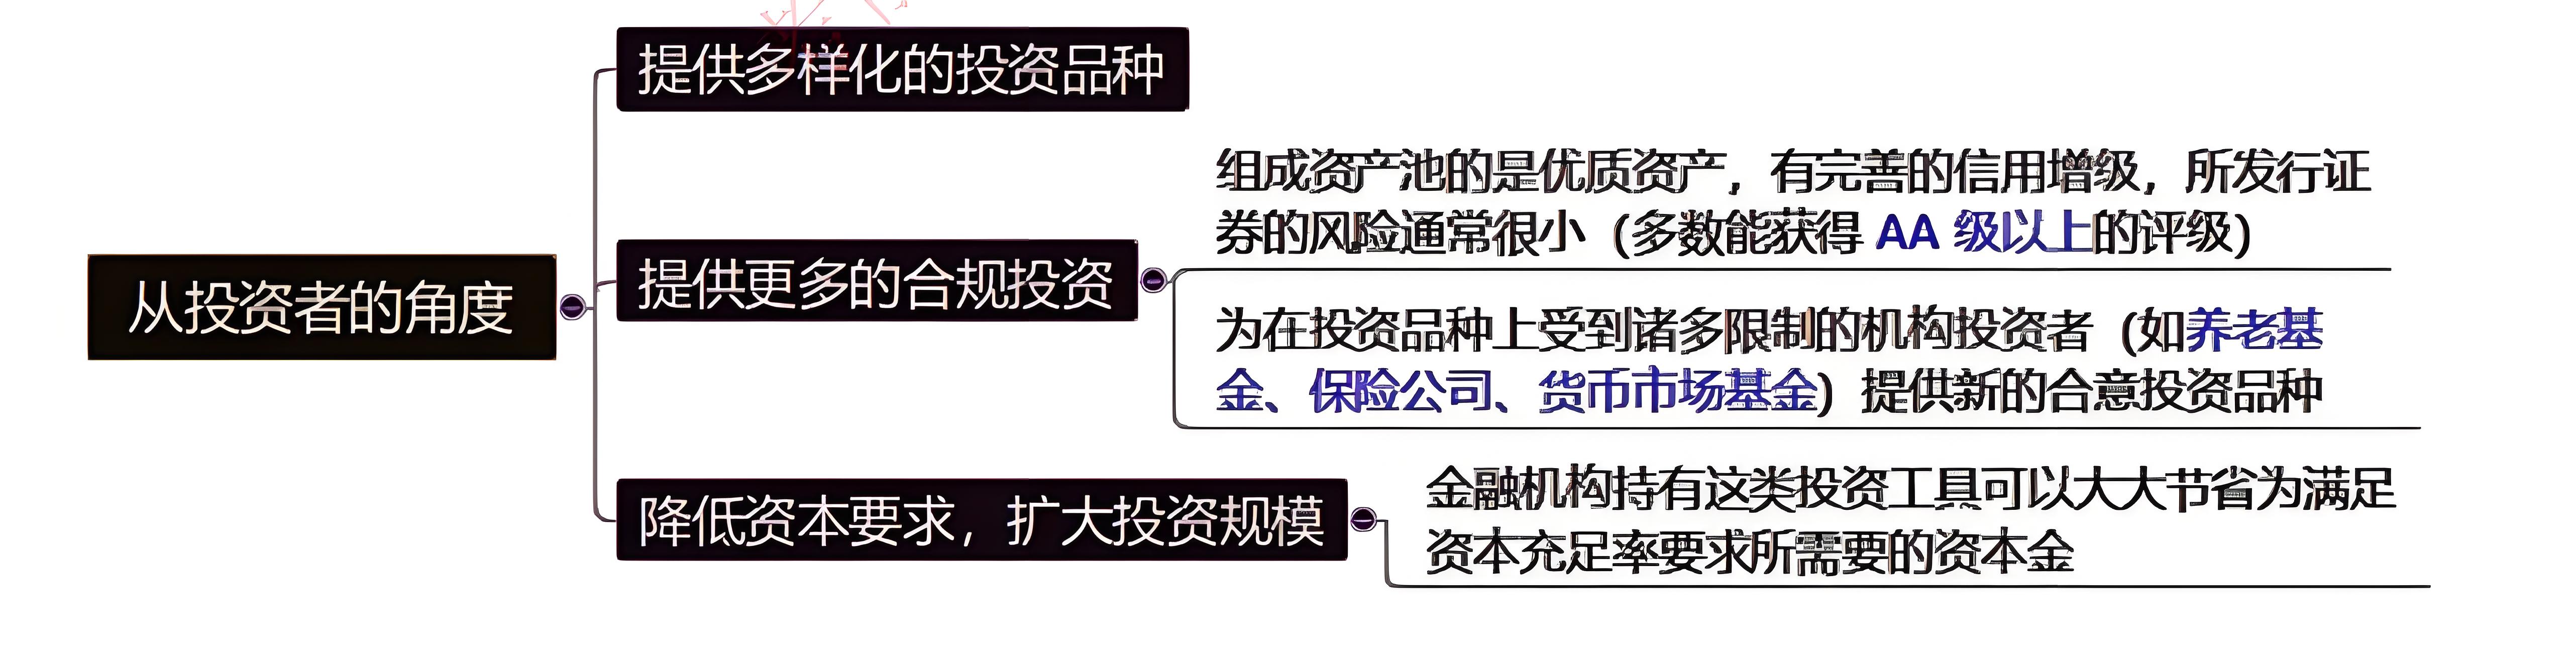 提供多样化的投资品种
组成资产池的是优质资产，有完善的信用增级，所发行证
券的风险通常很小（多数能获得 AA 级以上的评级）
从投资者的角度
提供更多的合规投资
为在投资品种上受到诸多限制的机构投资者（如养老基
金、保险公司、货币市场基金）提供新的合意投资品种
降低资本要求，扩大投资规模
金融机构持有这类投资工具可以大大节省为满足
资本充足率要求所需要的资本金